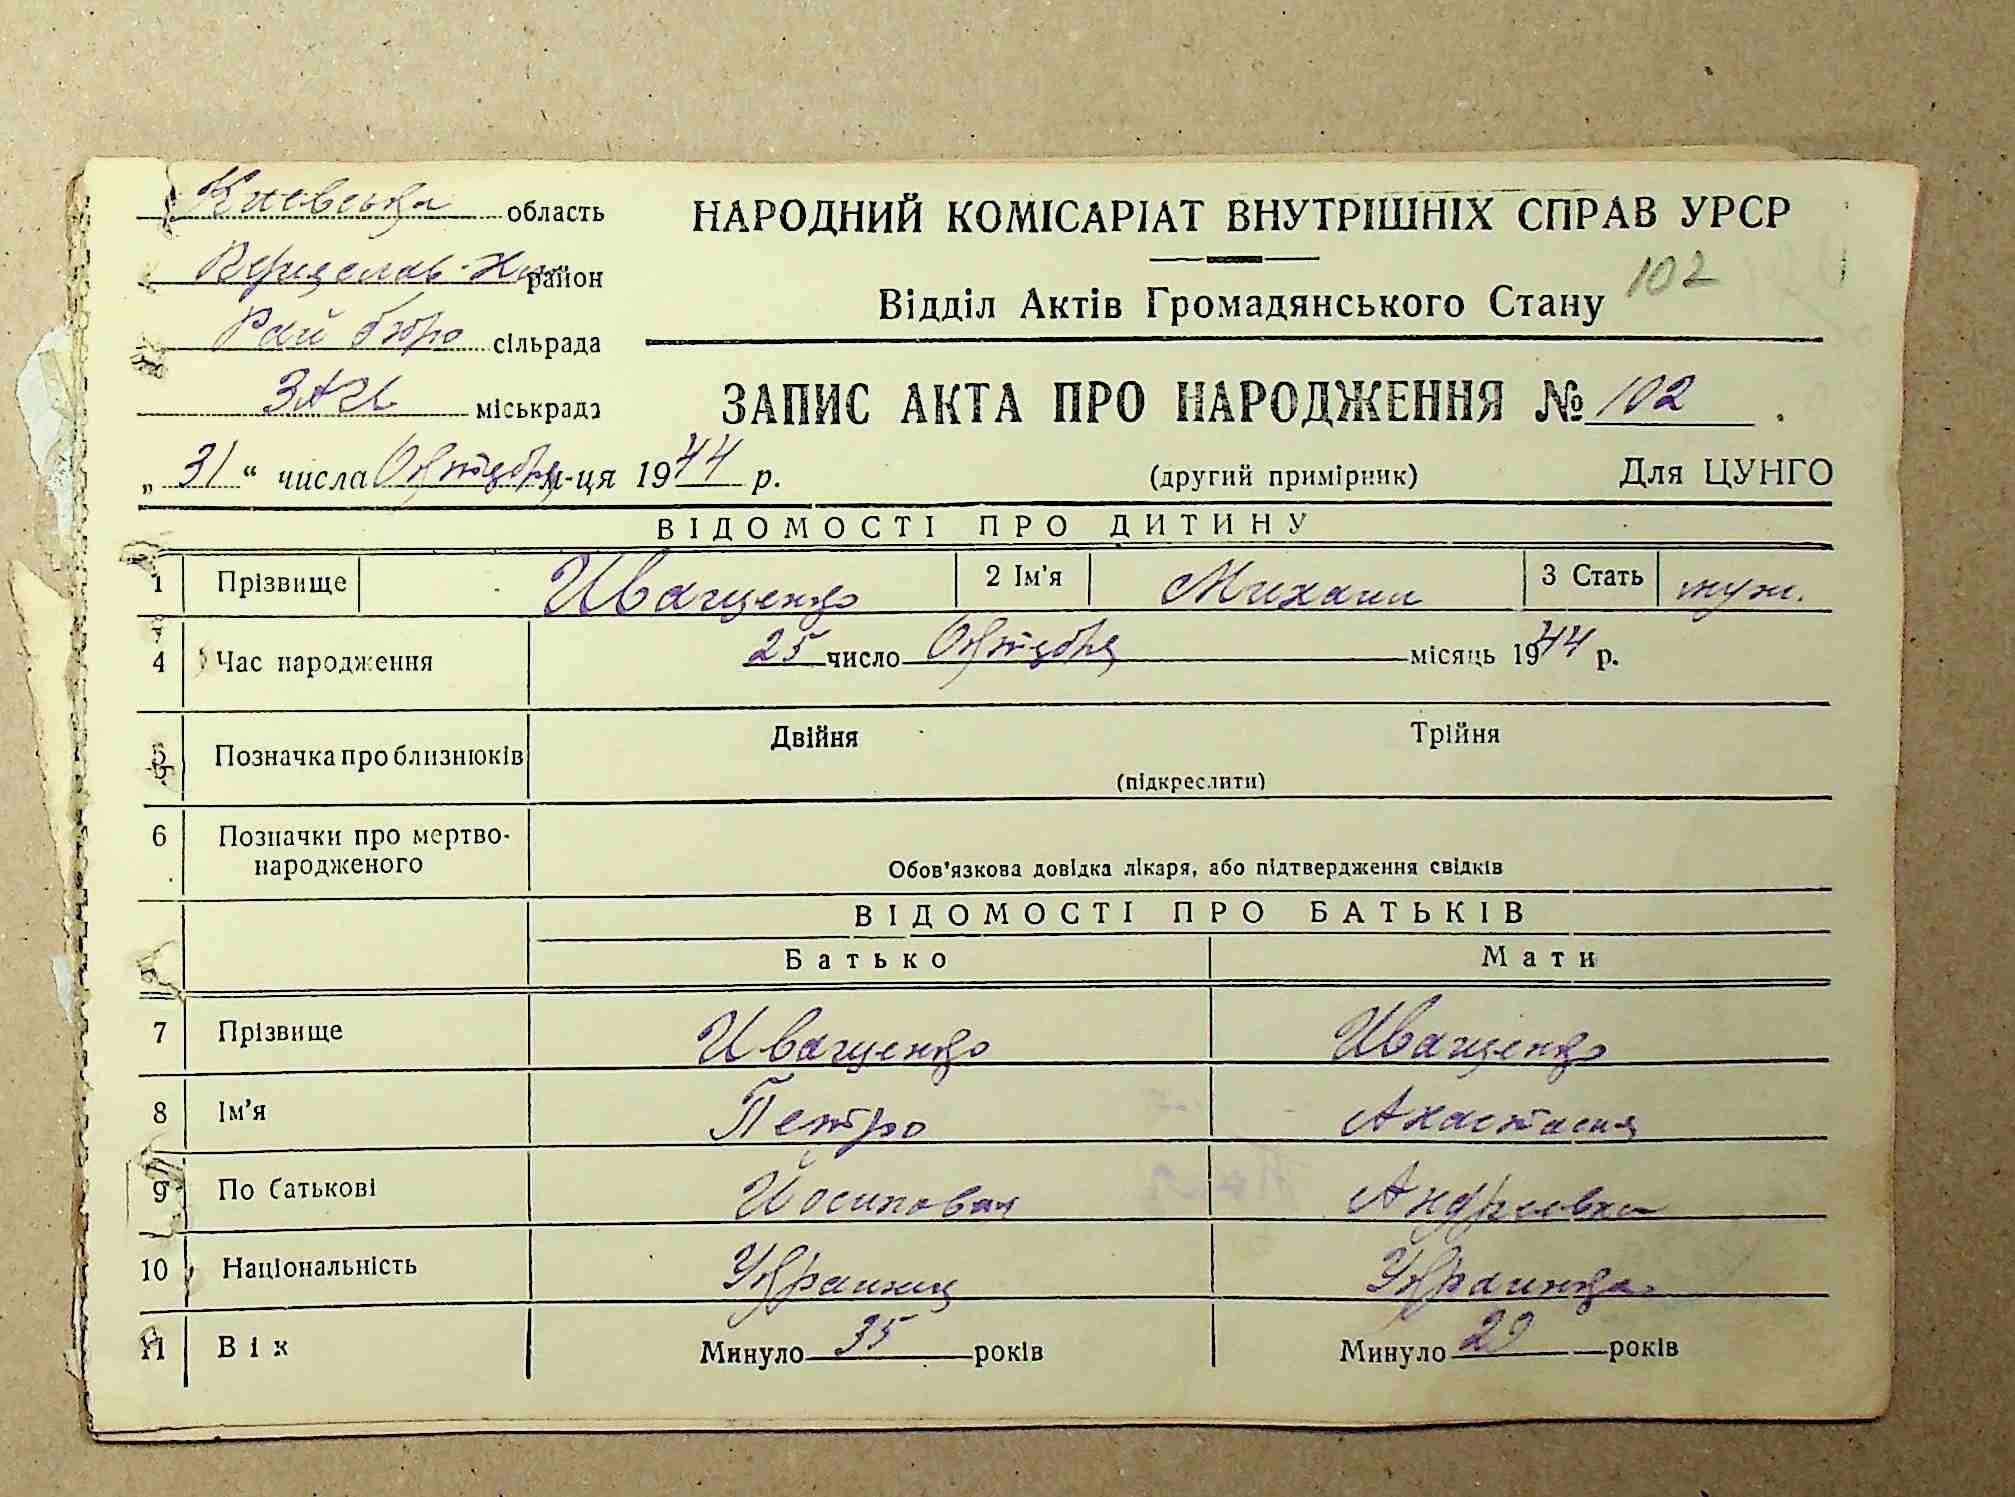 Киевська область
НАРОДНИЙ КОМІСАРІАТ ВНУТРІШНІХ СПРАВ УРСР
район
Відділ Актів Громадянського Стану 102
Рай бюро сільрада
ЗАГС міськрада
ЗАПИС АКТА ПРО НАРОДЖЕННЯ № 102.
„31“ числа Октября м-ця 1944 р.
(другий примірник) Для ЦУНГО
ВІДОМОСТІ ПРО ДИТИНУ
1 Прізвище Иващенко 2 Ім'я Михаил 3 Стать муж.
4 Час народження 25 число Октября місяць 1944 р.
5 Позначка про близнюків Двійня Трійня
(підкреслити)
6 Позначки про мертво-
народженого
Обов'язкова довідка лікаря, або підтвердження свідків
ВІДОМОСТІ ПРО БАТЬКІВ
Батько Мати
7 Прізвище Иващенко Иващенко
8 Ім'я Петро Анастасия
9 По батькові Йосипович Андреевна
10 Національність Украинец Украинка
11 Вік Минуло 35 років Минуло 29 років